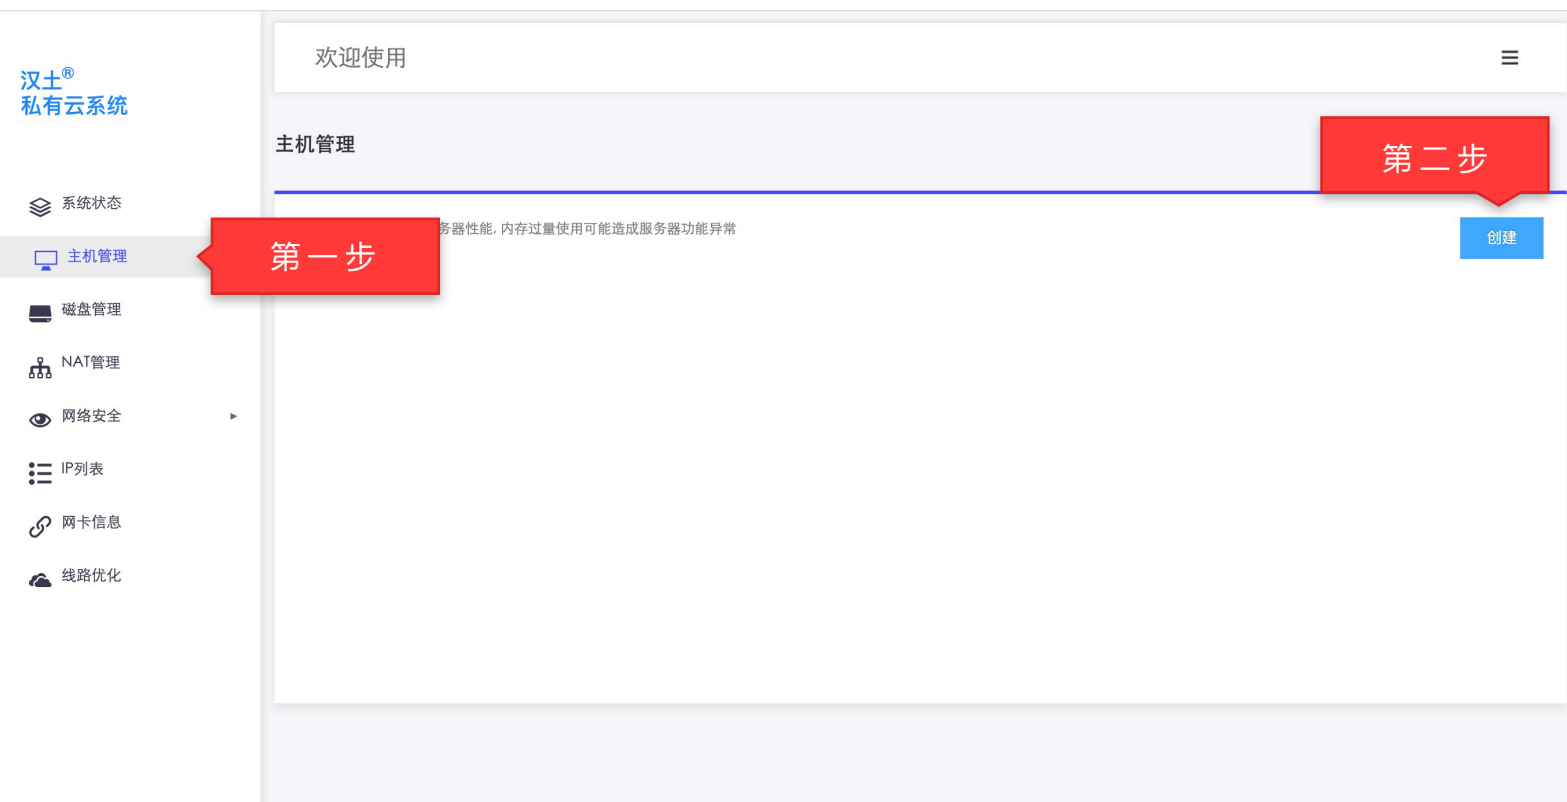 欢迎使用
汉土®
私有云系统
主机管理
第二步
系统状态
主机管理
磁盘管理
NAT管理
网络安全
IP列表
网卡信息
线路优化
第一步
务器性能, 内存过量使用可能造成服务器功能异常
创建